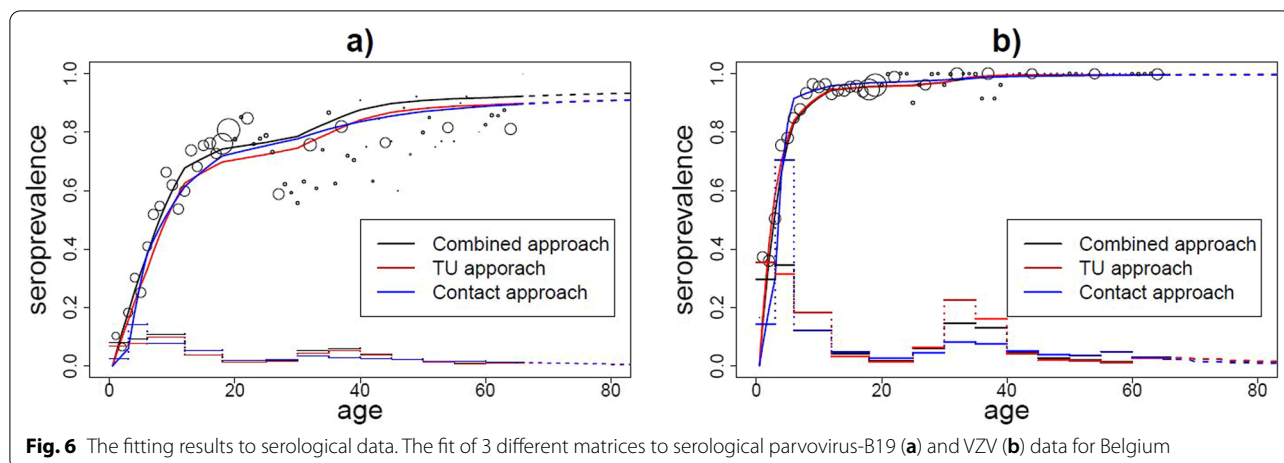 a)
seroprevalence
1.0
0.8
0.6
0.4
0.2
0.0
Combined approach
TU apporach
Contact approach
0 20 40 60 80
age
b)
seroprevalence
1.0
0.8
0.6
0.4
0.2
0.0
Combined approach
TU apporach
Contact approach
0 20 40 60 80
age
Fig. 6 The fitting results to serological data. The fit of 3 different matrices to serological parvovirus-B19 (a) and VZV (b) data for Belgium